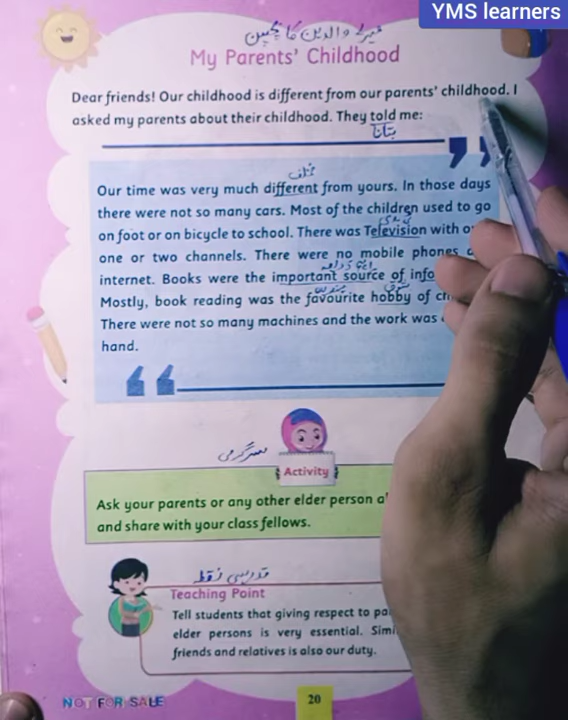 YMS learners
میرے والدین کا بچپن
My Parents' Childhood
Dear friends! Our childhood is different from our parents' childhood. I
asked my parents about their childhood. They told me:
بتانا
مختلف
Our time was very much different from yours. In those days
there were not so many cars. Most of the children used to go
on foot or on bicycle to school. There was Television with
one or two channels. There were no mobile phones
internet. Books were the important source of
Mostly, book reading was the favourite hobby of
There were not so many machines and the work was
hand.
سرگرمی
Activity
Ask your parents or any other elder person
and share with your class fellows.
تدریسی نقطہ
Teaching Point
Tell students that giving respect to
elder persons is very essential.
friends and relatives is also our duty.
NOT FOR SALE
20